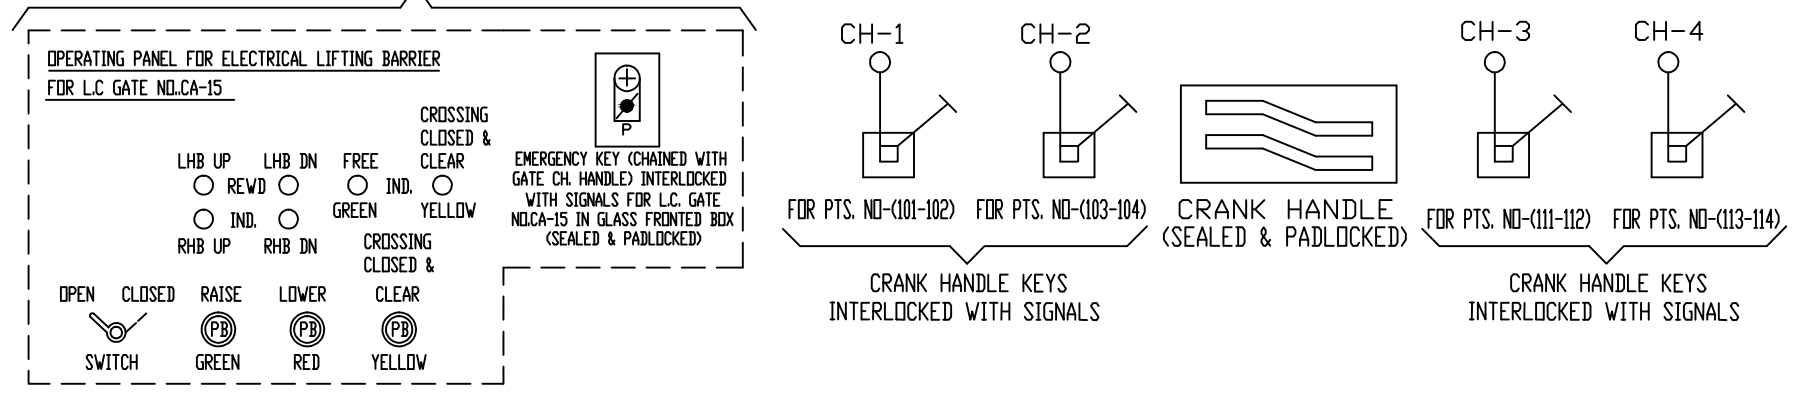 OPERATING PANEL FOR ELECTRICAL LIFTING BARRIER
FOR L.C GATE NO..CA-15
CROSSING
CLOSED &
CLEAR
LHB UP LHB DN FREE
REWD IND.
GREEN YELLOW
IND.
RHB UP RHB DN
CROSSING
CLOSED &
CLEAR
OPEN CLOSED RAISE LOWER
PB PB PB
SWITCH GREEN RED YELLOW
P
EMERGENCY KEY (CHAINED WITH
GATE CH. HANDLE) INTERLOCKED
WITH SIGNALS FOR L.C. GATE
NO.CA-15 IN GLASS FRONTED BOX
(SEALED & PADLOCKED)
CH-1 CH-2
FOR PTS. NO-(101-102) FOR PTS. NO-(103-104)
CRANK HANDLE KEYS
INTERLOCKED WITH SIGNALS
CRANK HANDLE
(SEALED & PADLOCKED)
CH-3 CH-4
FOR PTS. NO-(111-112) FOR PTS. NO-(113-114)
CRANK HANDLE KEYS
INTERLOCKED WITH SIGNALS